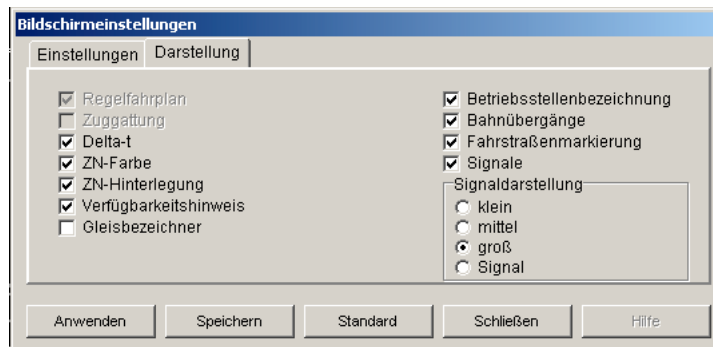 Bildschirmeinstellungen
Einstellungen Darstellung
Regelfahrplan
Zuggattung
Delta-t
ZN-Farbe
ZN-Hinterlegung
Verfügbarkeitshinweis
Gleisbezeichner
Betriebsstellenbezeichnung
Bahnübergänge
Fahrstraßenmarkierung
Signale
Signaldarstellung
klein
mittel
groß
Signal
Anwenden Speichern Standard Schließen Hilfe